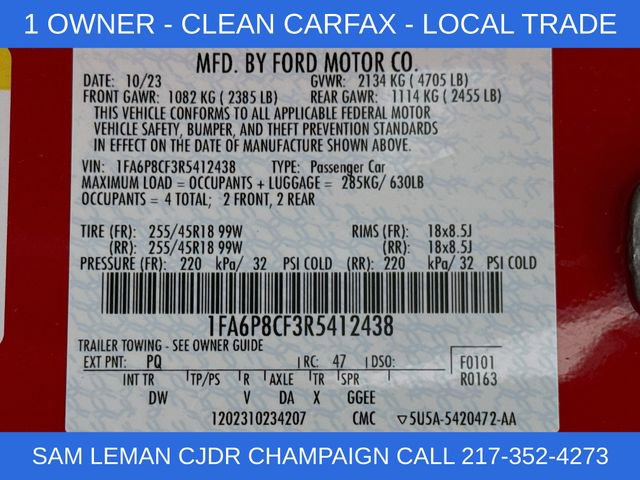 1 OWNER - CLEAN CARFAX - LOCAL TRADE
MFD. BY FORD MOTOR CO.
DATE: 10/23 GVWR: 2134 KG ( 4705 LB)
FRONT GAWR: 1082 KG ( 2385 LB) REAR GAWR: 1114 KG ( 2455 LB)
THIS VEHICLE CONFORMS TO ALL APPLICABLE FEDERAL MOTOR
VEHICLE SAFETY, BUMPER, AND THEFT PREVENTION STANDARDS
IN EFFECT ON THE DATE OF MANUFACTURE SHOWN ABOVE.
VIN: 1FA6P8CF3R5412438 TYPE: Passenger Car
MAXIMUM LOAD = OCCUPANTS + LUGGAGE = 285KG/ 630LB
OCCUPANTS = 4 TOTAL; 2 FRONT, 2 REAR
TIRE (FR): 255/45R18 99W RIMS (FR): 18x8.5J
(RR): 255/45R18 99W (RR): 18x8.5J
PRESSURE (FR): 220 kPa/ 32 PSI COLD (RR): 220 kPa/ 32 PSI COLD
1FA6P8CF3R5412438
TRAILER TOWING - SEE OWNER GUIDE
EXT PNT: PQ RC: 47 DSO: F0101
R0163
INT TR TP/PS R AXLE TR SPR
DW V DA X GGEE
1202310234207 CMC ▽5U5A-5420472-AA
SAM LEMAN CJDR CHAMPAIGN CALL 217-352-4273